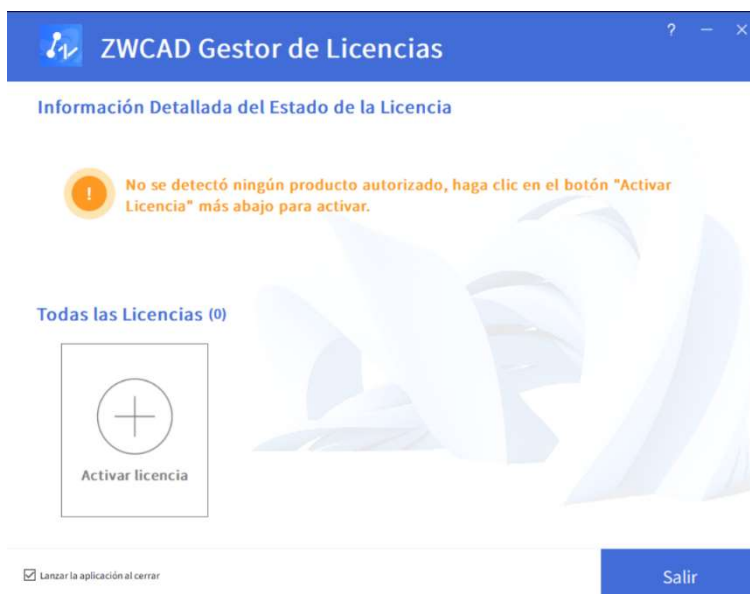 ZWCAD Gestor de Licencias
?
Información Detallada del Estado de la Licencia
!
No se detectó ningún producto autorizado, haga clic en el botón "Activar
Licencia" más abajo para activar.
Todas las Licencias (0)
Activar licencia
Lanzar la aplicación al cerrar
Salir